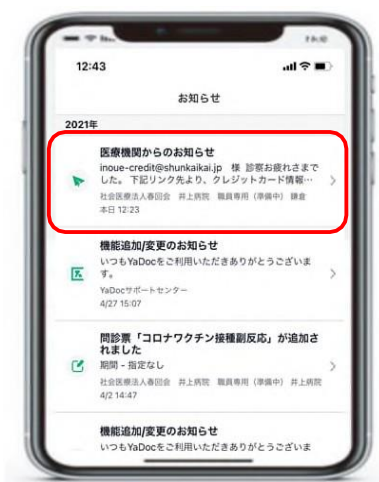 12:43
お知らせ
2021年
医療機関からのお知らせ
inoue-credit@shunkaikai.jp 様 診察お疲れさまで
した。 下記リンク先より、クレジットカード情報…
社会医療法人春回会 井上病院 職員専用（準備中） 鎌倉
本日 12:23
機能追加/変更のお知らせ
いつもYaDocをご利用いただきありがとうございま
す。
YaDocサポートセンター
4/27 15:07
問診票「コロナワクチン接種副反応」が追加さ
れました
期間 - 指定なし
社会医療法人春回会 井上病院 職員専用（準備中） 井上病院
4/2 14:47
機能追加/変更のお知らせ
いつもYaDocをご利用いただきありがとうございま